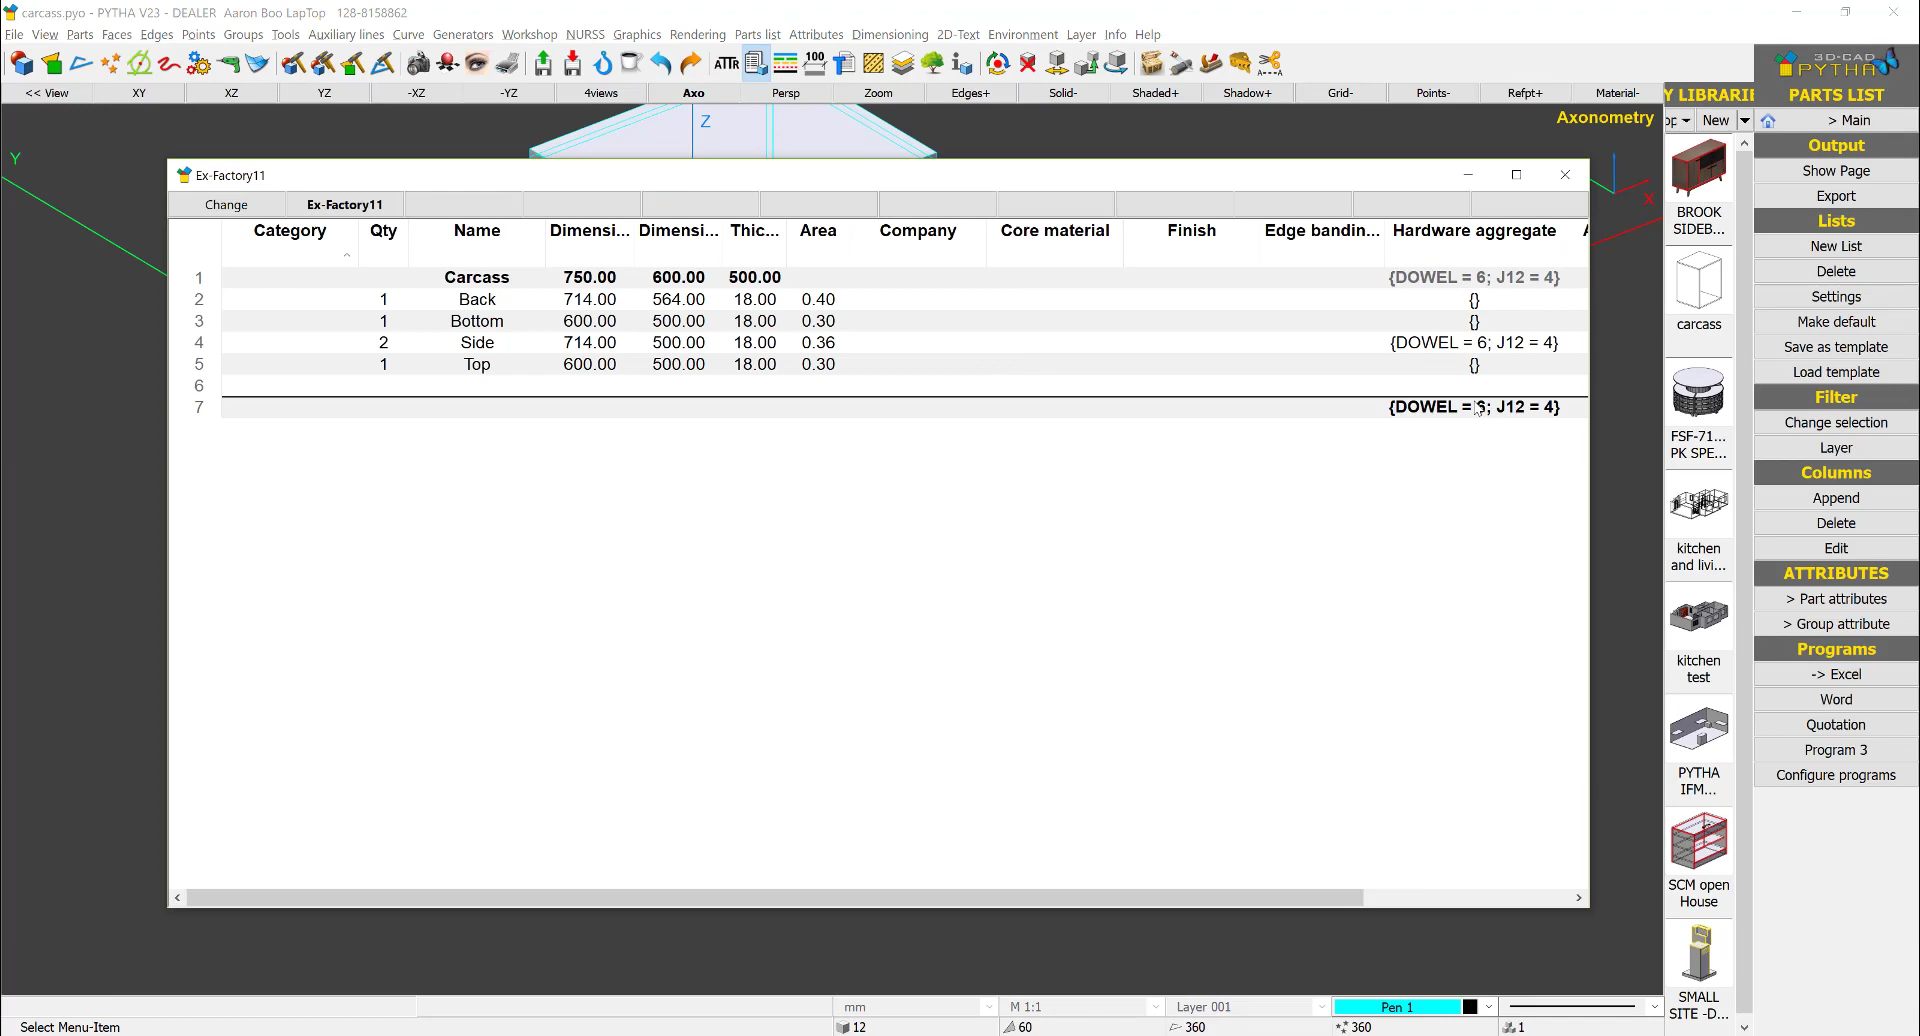 carcass.pyo - PYTHA V23 - DEALER Aaron Boo LapTop 128-8158862
File View Parts Faces Edges Points Groups Tools Auxiliary lines Curve Generators Workshop NURSS Graphics Rendering Parts list Attributes Dimensioning 2D-Text Environment Layer Info Help
ATTR 100
<< View XY XZ YZ -XZ -YZ 4views Axo Persp Zoom Edges+ Solid- Shaded+ Shadow+ Grid- Points- Refpt+ Material-
3D-CAD
PYTHA
PARTS LIST
Axonometry
New
> Main
Output
Show Page
Export
Lists
New List
Delete
Settings
Make default
Save as template
Load template
Filter
Change selection
Layer
Columns
Append
Delete
Edit
ATTRIBUTES
> Part attributes
> Group attribute
Programs
-> Excel
Word
Quotation
Program 3
Configure programs
BROOK
SIDEB...
carcass
FSF-71...
PK SPE...
kitchen
and livi...
kitchen
test
PYTHA
IFM...
SCM open
House
SMALL
SITE -D...
Z
Y
X
Ex-Factory11
Change Ex-Factory11
Category Qty Name Dimensi... Dimensi... Thic... Area Company Core material Finish Edge bandin... Hardware aggregate
1 Carcass 750.00 600.00 500.00 {DOWEL = 6; J12 = 4}
2 1 Back 714.00 564.00 18.00 0.40 {}
3 1 Bottom 600.00 500.00 18.00 0.30 {}
4 2 Side 714.00 500.00 18.00 0.36 {DOWEL = 6; J12 = 4}
5 1 Top 600.00 500.00 18.00 0.30 {}
6
7 {DOWEL = 6; J12 = 4}
mm M 1:1 Layer 001 Pen 1
Select Menu-Item 12 60 360 360 1